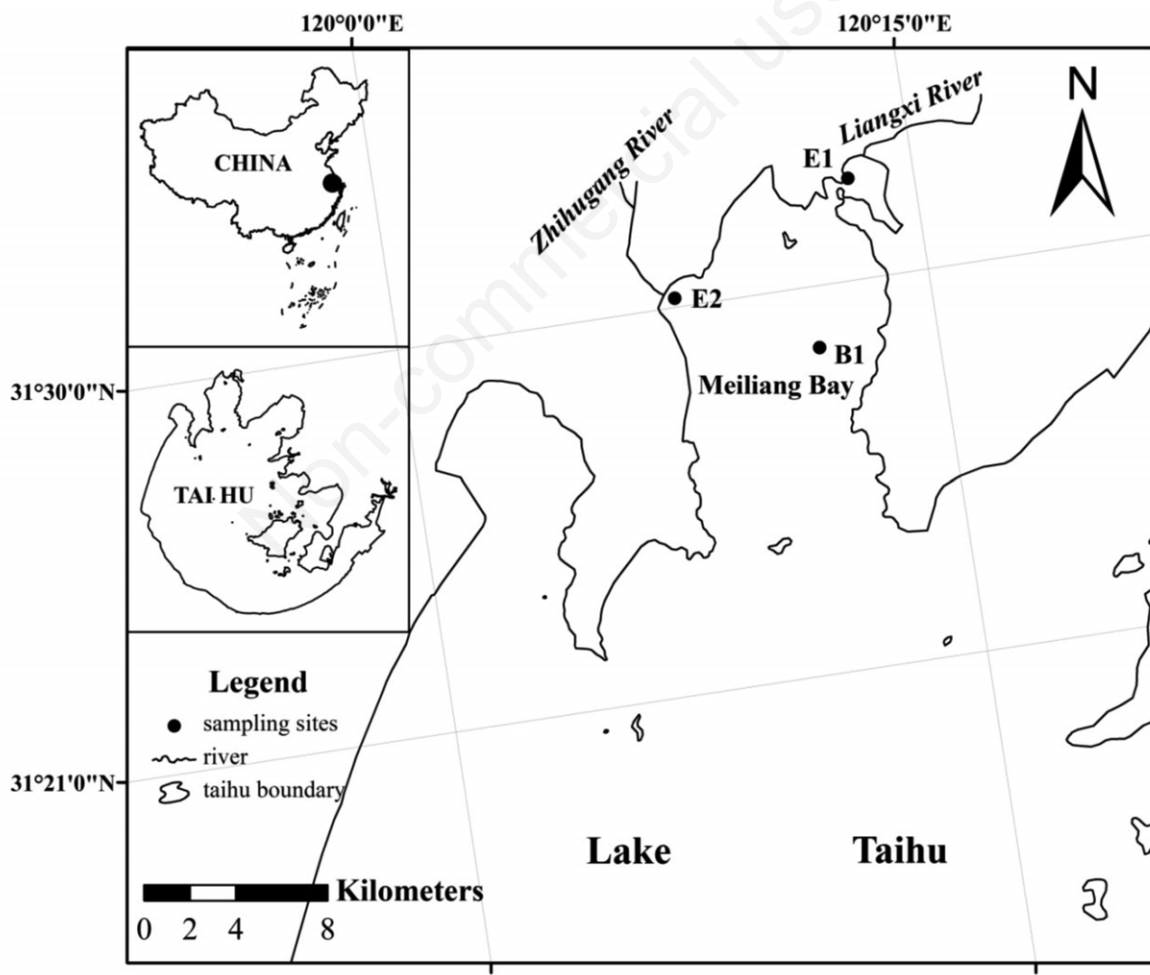 120°0'0"E
120°15'0"E
Non-commercial us
CHINA
Zhihugang River
Liangxi River
N
E1
E2
B1
Meiliang Bay
31°30'0"N
TAI HU
Legend
sampling sites
river
taihu boundary
31°21'0"N
Lake Taihu
Kilometers
0 2 4 8